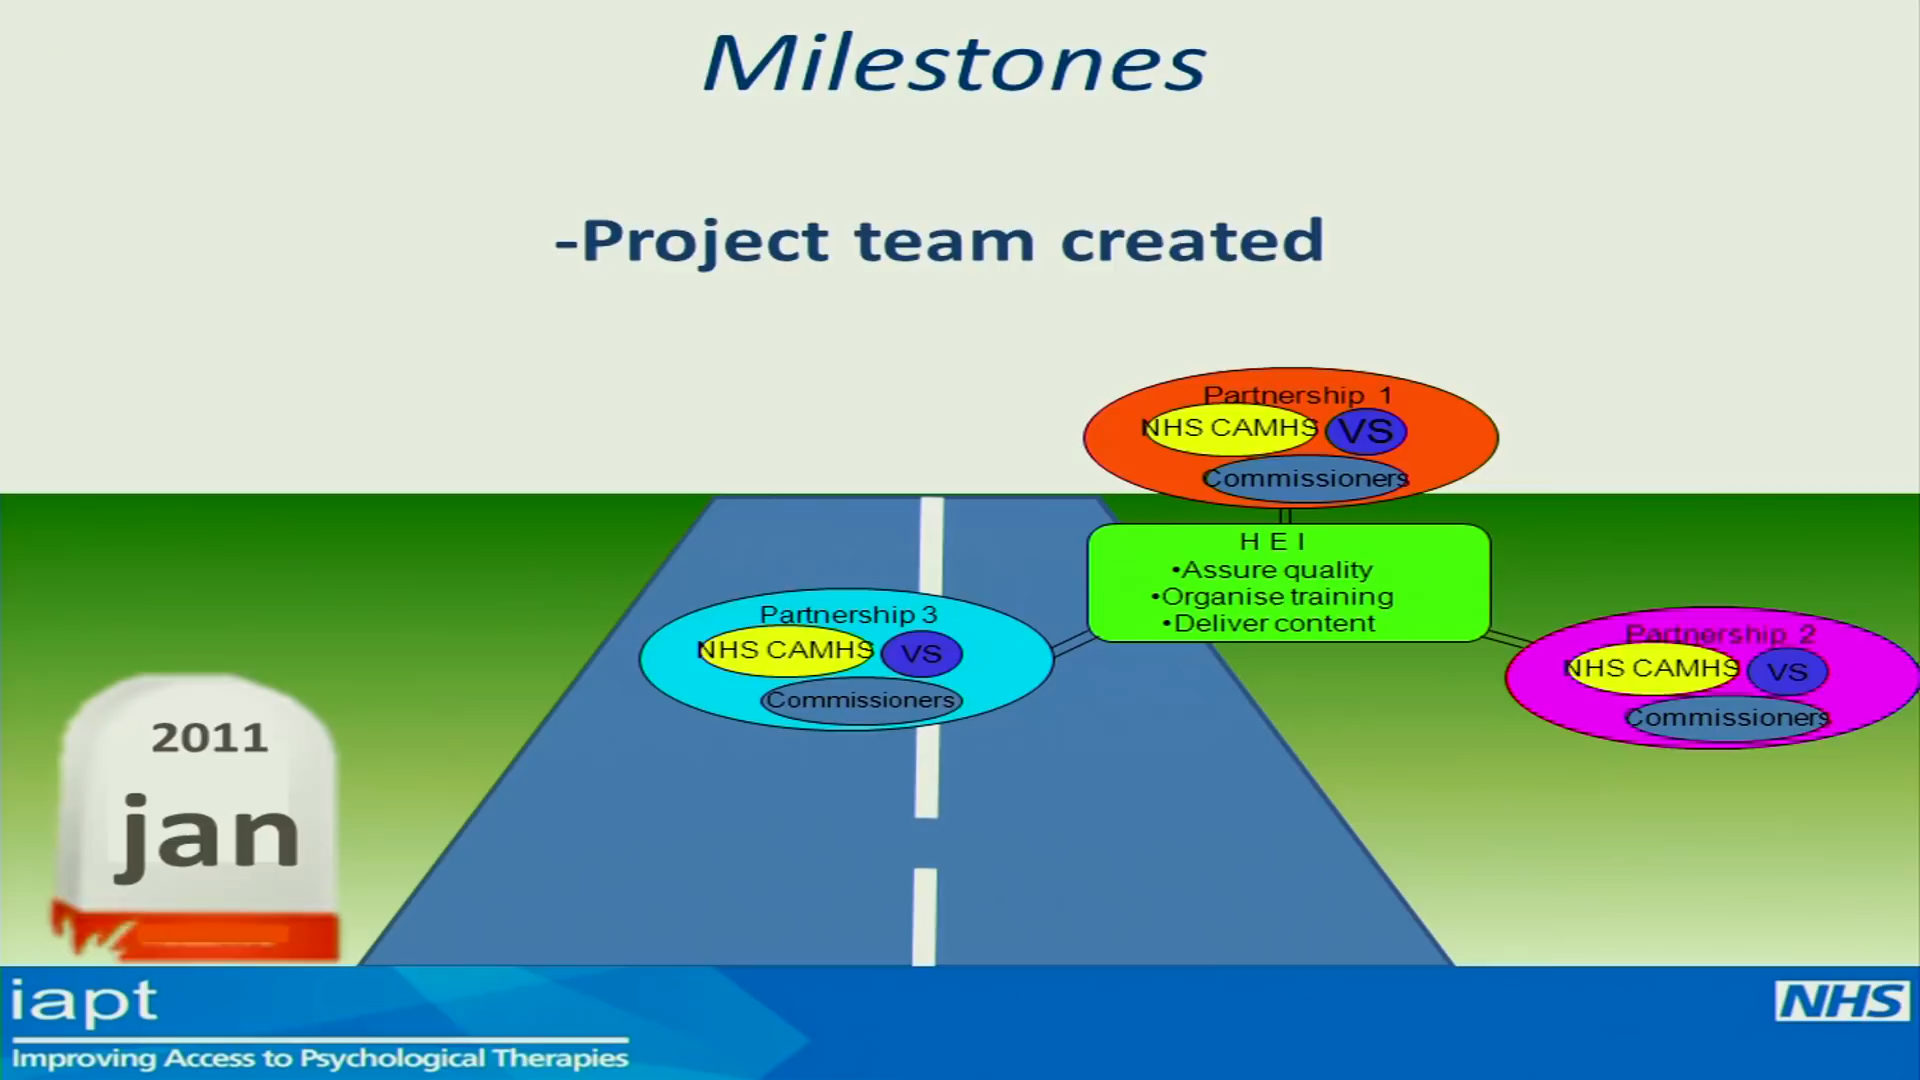 Milestones
-Project team created
Partnership 1
NHS CAMHS
VS
Commissioners
H E I
•Assure quality
•Organise training
•Deliver content
Partnership 3
NHS CAMHS
VS
Commissioners
Partnership 2
NHS CAMHS
VS
Commissioners
2011
jan
iapt
Improving Access to Psychological Therapies
NHS